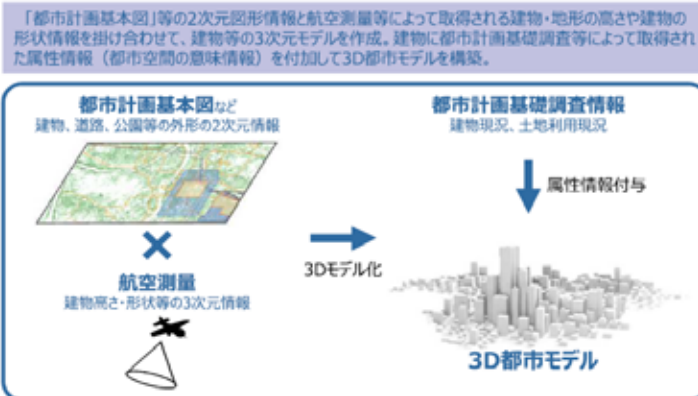 「都市計画基本図」等の2次元図形情報と航空測量等によって取得される建物・地形の高さや建物の
形状情報を掛け合わせて、建物等の3次元モデルを作成。建物に都市計画基礎調査等によって取得され
た属性情報（都市空間の意味情報）を付加して3D都市モデルを構築。
都市計画基本図など
建物、道路、公園等の外形の2次元情報
航空測量
建物高さ・形状等の3次元情報
3Dモデル化
都市計画基礎調査情報
建物現況、土地利用現況
属性情報付与
3D都市モデル